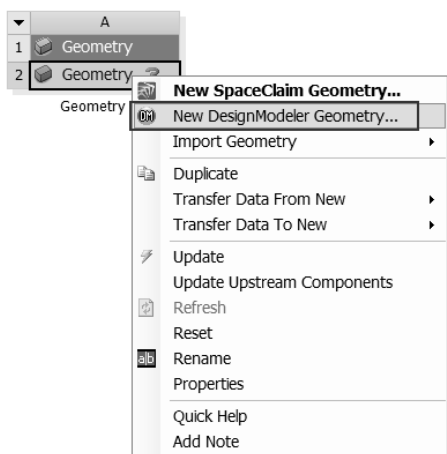 A
1 Geometry
2 Geometry ?
Geometry
New SpaceClaim Geometry...
DM New DesignModeler Geometry...
Import Geometry
Duplicate
Transfer Data From New
Transfer Data To New
Update
Update Upstream Components
Refresh
Reset
a|b Rename
Properties
Quick Help
Add Note